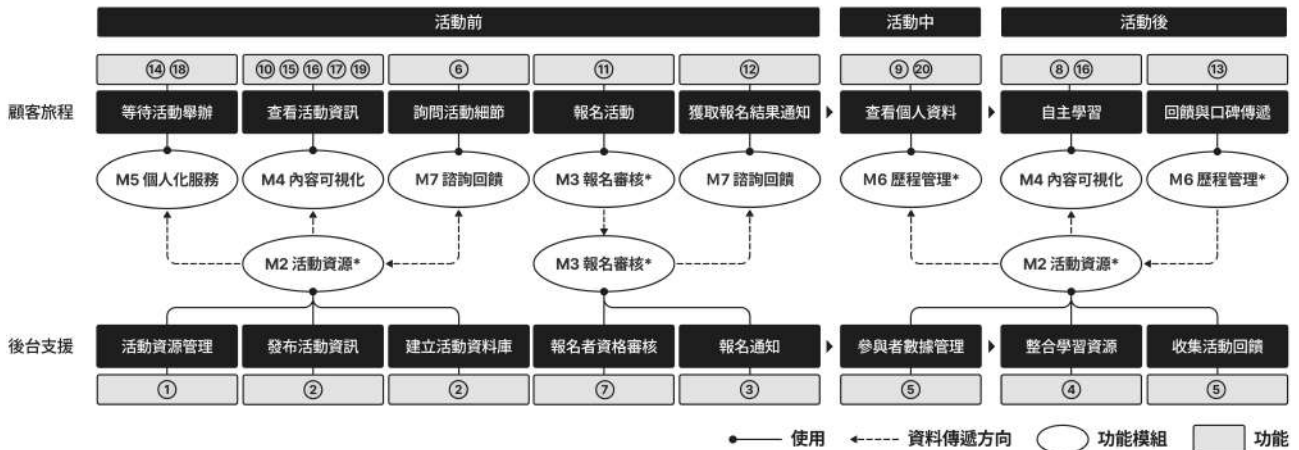 活動前 活動中 活動後
⑭ ⑱ ⑩ ⑮ ⑯ ⑰ ⑲ ⑥ ⑪ ⑫ ⑨ ⑳ ⑧ ⑯ ⑬
顧客旅程 等待活動舉辦 查看活動資訊 詢問活動細節 報名活動 獲取報名結果通知 查看個人資料 自主學習 回饋與口碑傳遞
M5 個人化服務 M4 內容可視化 M7 諮詢回饋 M3 報名審核* M7 諮詢回饋 M6 歷程管理* M4 內容可視化 M6 歷程管理*
M2 活動資源* M3 報名審核* M2 活動資源*
後台支援 活動資源管理 發布活動資訊 建立活動資料庫 報名者資格審核 報名通知 參與者數據管理 整合學習資源 收集活動回饋
① ② ② ⑦ ③ ⑤ ④ ⑤
使用 資料傳遞方向 功能模組 功能